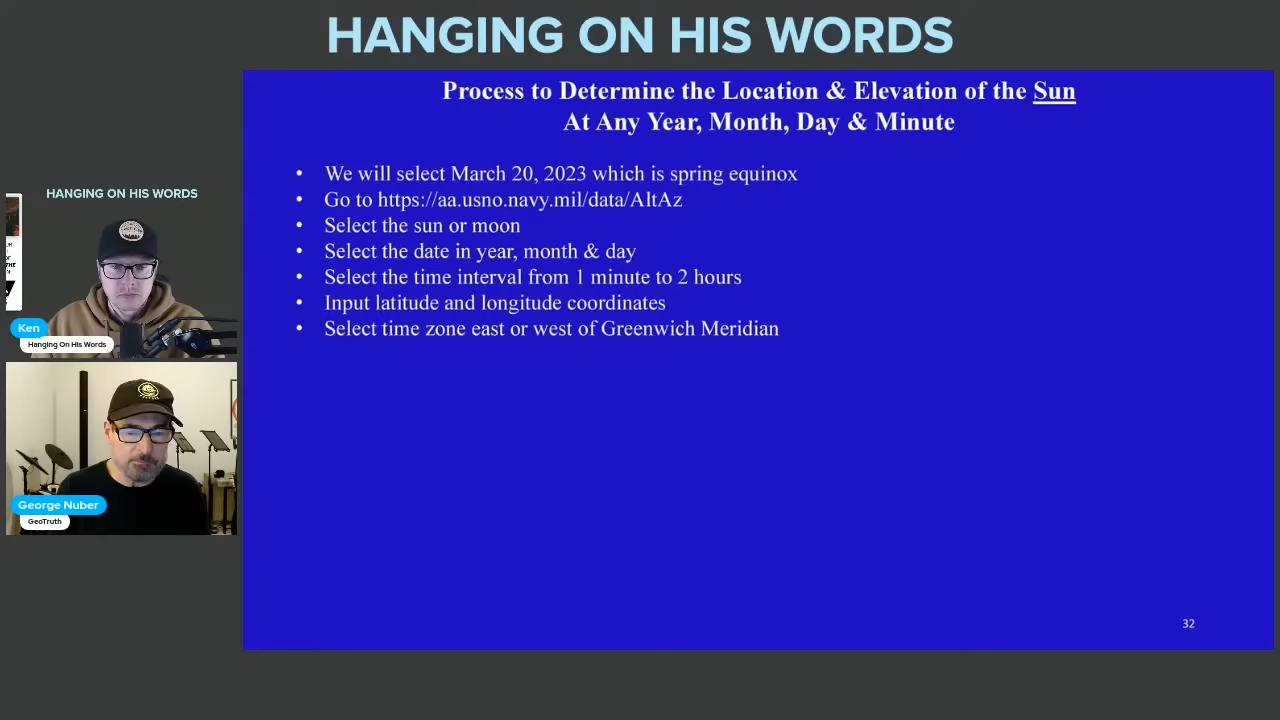 HANGING ON HIS WORDS
Process to Determine the Location & Elevation of the Sun
At Any Year, Month, Day & Minute
• We will select March 20, 2023 which is spring equinox
• Go to https://aa.usno.navy.mil/data/AltAz
• Select the sun or moon
• Select the date in year, month & day
• Select the time interval from 1 minute to 2 hours
• Input latitude and longitude coordinates
• Select time zone east or west of Greenwich Meridian
32
HANGING ON HIS WORDS
Ken
Hanging On His Words
George Nuber
GeoTruth